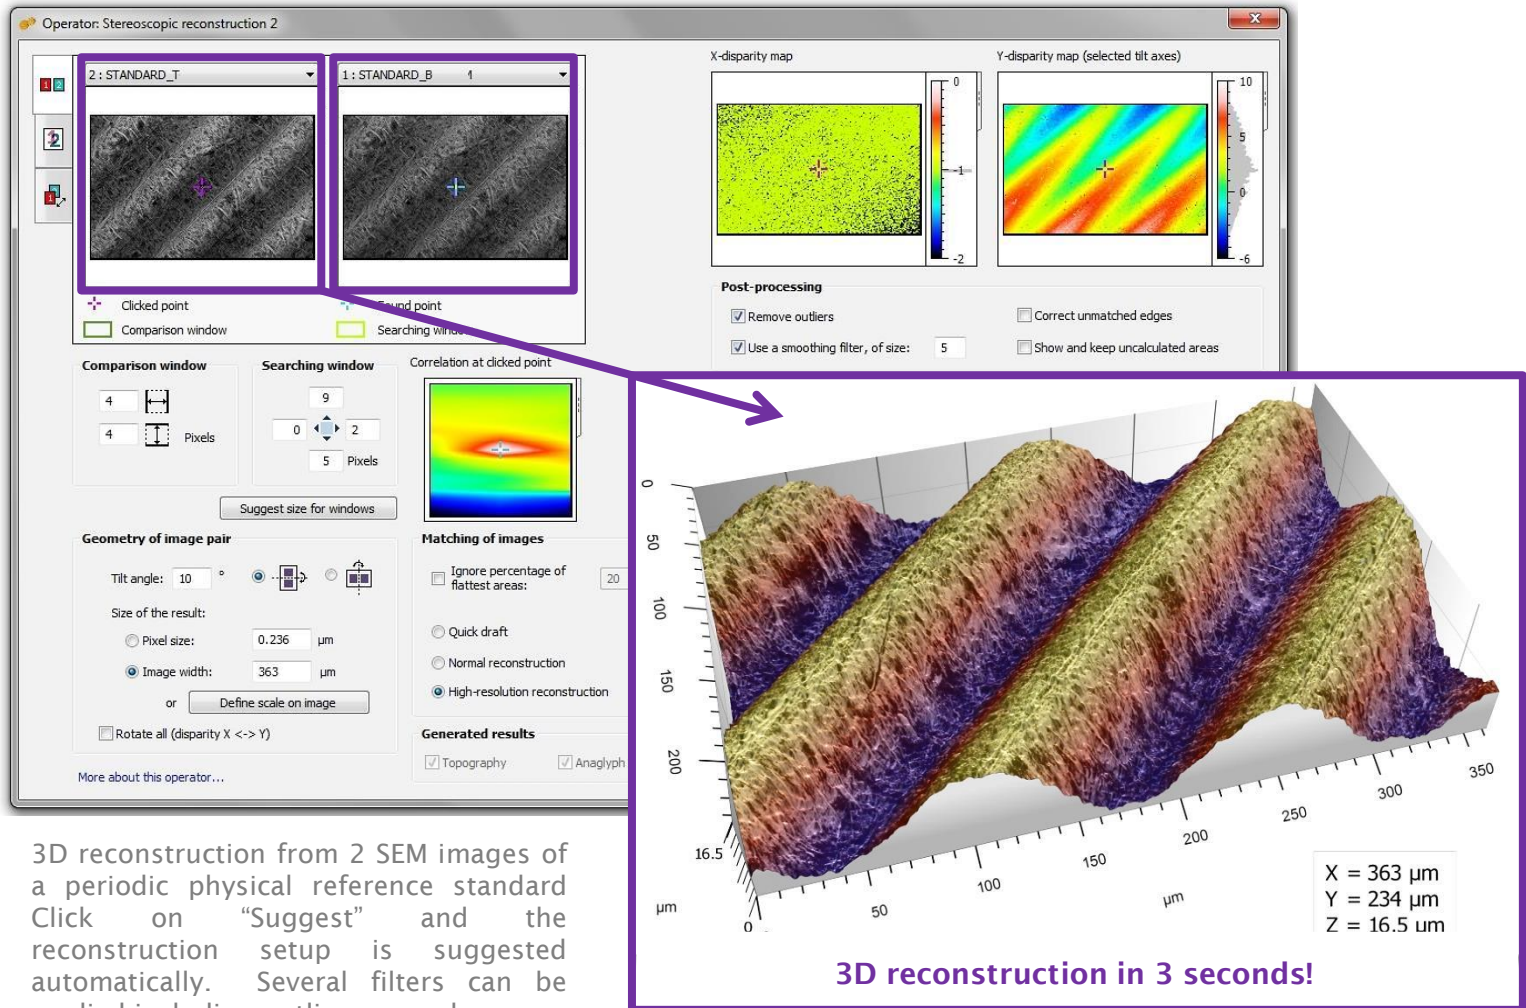 Operator: Stereoscopic reconstruction 2
2 : STANDARD_T
1 : STANDARD_B
Clicked point
Found point
Comparison window
Searching window
X-disparity map
0
-1
-2
Y-disparity map (selected tilt axes)
10
5
0
-6
Post-processing
Remove outliers
Correct unmatched edges
Use a smoothing filter, of size: 5
Show and keep uncalculated areas
Comparison window
4
4
Pixels
Searching window
9
0
2
5
Pixels
Correlation at clicked point
Suggest size for windows
Geometry of image pair
Tilt angle: 10 °
Size of the result:
Pixel size: 0.236 µm
Image width: 363 µm
or
Define scale on image
Rotate all (disparity X <-> Y)
More about this operator...
Matching of images
Ignore percentage of
flattest areas:
20
Quick draft
Normal reconstruction
High-resolution reconstruction
Generated results
Topography
Anaglyph
0
50
100
150
200
16.5
µm
0
50
100
150
200
250
300
350
µm
X = 363 µm
Y = 234 µm
Z = 16.5 µm
3D reconstruction in 3 seconds!
3D reconstruction from 2 SEM images of
a periodic physical reference standard
Click on “Suggest” and the
reconstruction setup is suggested
automatically. Several filters can be